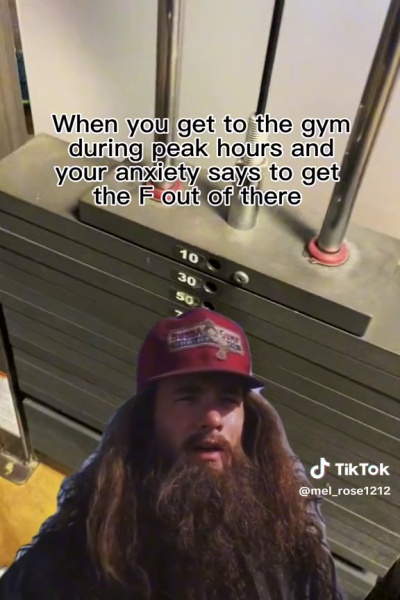 When you get to the gym
during peak hours and
your anxiety says to get
the F out of there
10
30
50
TikTok
@mel_rose1212